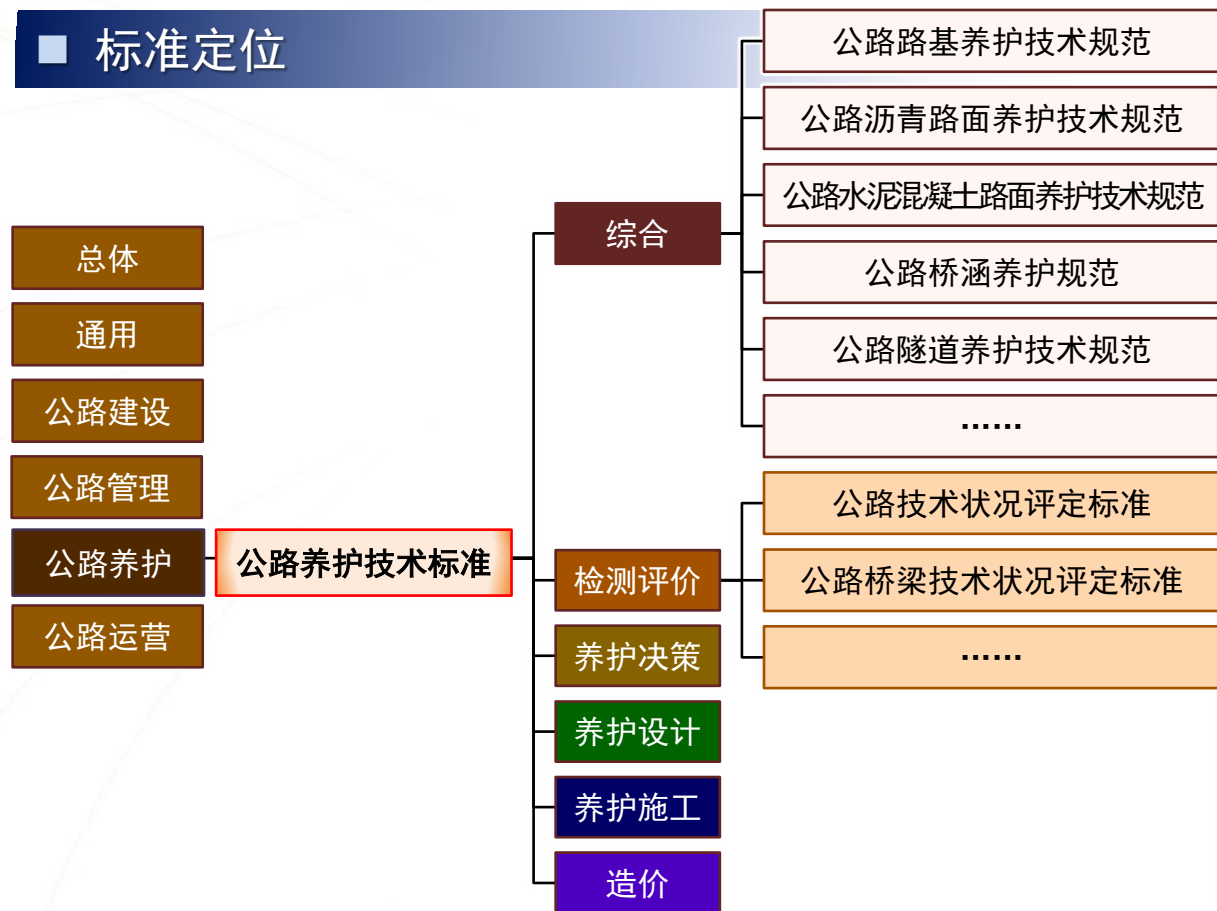 标准定位
总体
通用
公路建设
公路管理
公路养护
公路运营
公路养护技术标准
综合
检测评价
养护决策
养护设计
养护施工
造价
公路路基养护技术规范
公路沥青路面养护技术规范
公路水泥混凝土路面养护技术规范
公路桥涵养护规范
公路隧道养护技术规范
……
公路技术状况评定标准
公路桥梁技术状况评定标准
……